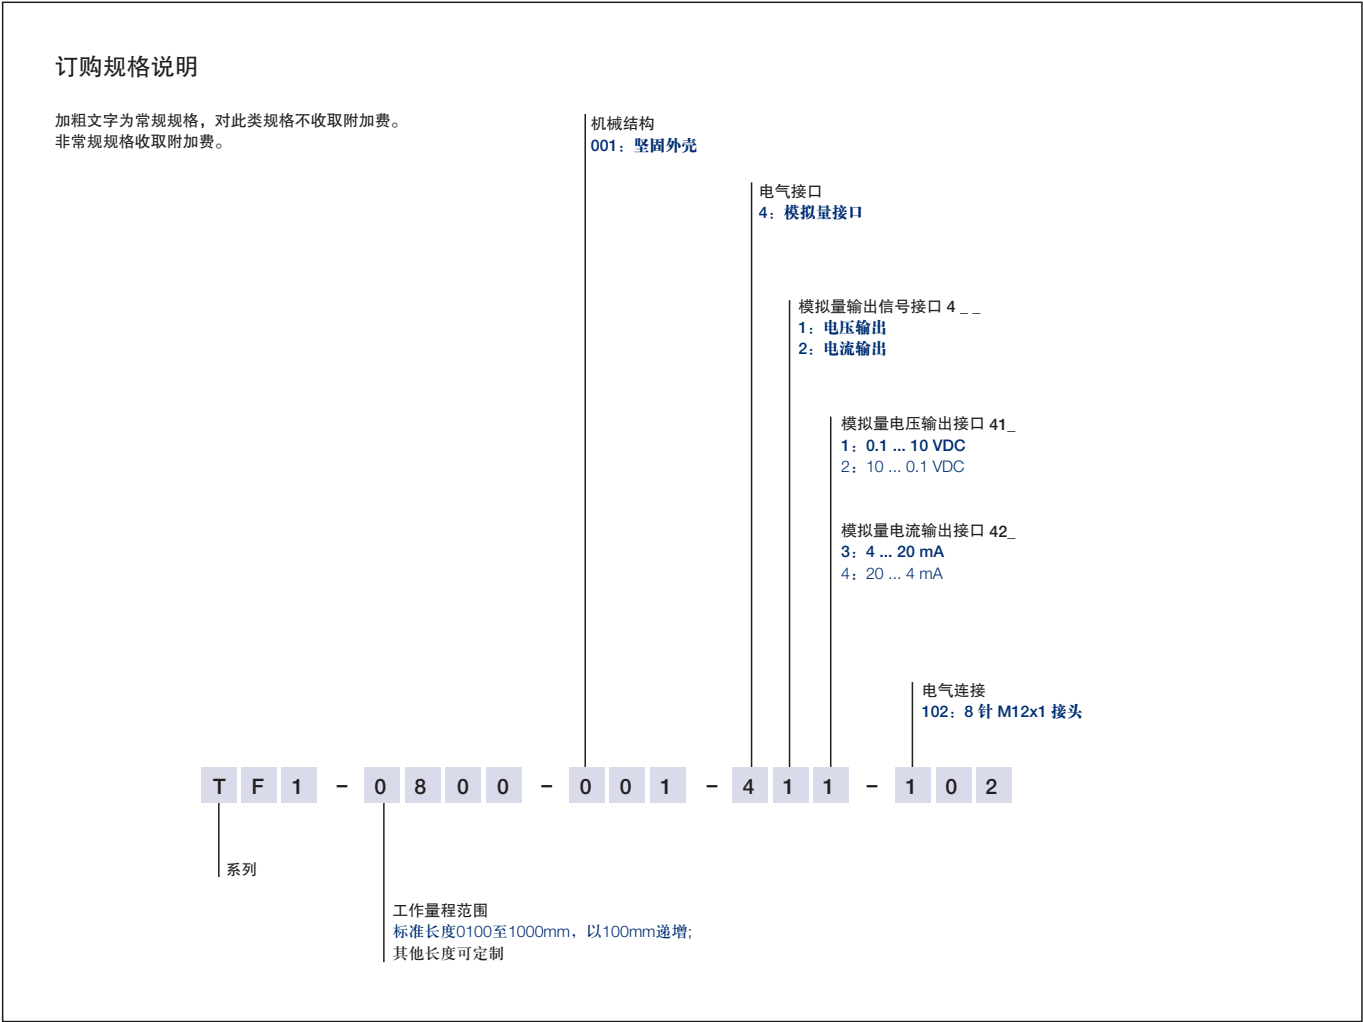 订购规格说明
加粗文字为常规规格，对此类规格不收取附加费。
非常规规格收取附加费。
机械结构
001：坚固外壳
电气接口
4：模拟量接口
模拟量输出信号接口 4 _ _
1：电压输出
2：电流输出
模拟量电压输出接口 41_
1：0.1 ... 10 VDC
2：10 ... 0.1 VDC
模拟量电流输出接口 42_
3：4 ... 20 mA
4：20 ... 4 mA
电气连接
102：8 针 M12x1 接头
T F 1 - 0 8 0 0 - 0 0 1 - 4 1 1 - 1 0 2
系列
工作量程范围
标准长度0100至1000mm，以100mm递增;
其他长度可定制